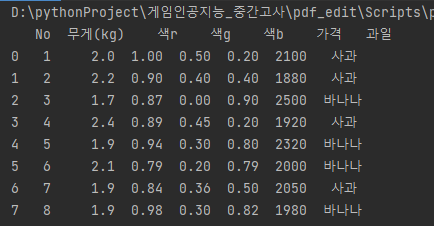 D:\pythonProject\게임인공지능_중간고사\pdf_edit\Scripts\p
No 무게(kg) 색r 색g 색b 가격 과일
0 1 2.0 1.00 0.50 0.20 2100 사과
1 2 2.2 0.90 0.40 0.40 1880 사과
2 3 1.7 0.87 0.00 0.90 2500 바나나
3 4 2.4 0.89 0.45 0.20 1920 사과
4 5 1.9 0.94 0.30 0.80 2320 바나나
5 6 2.1 0.79 0.20 0.79 2000 바나나
6 7 1.9 0.84 0.36 0.50 2050 사과
7 8 1.9 0.98 0.30 0.82 1980 바나나